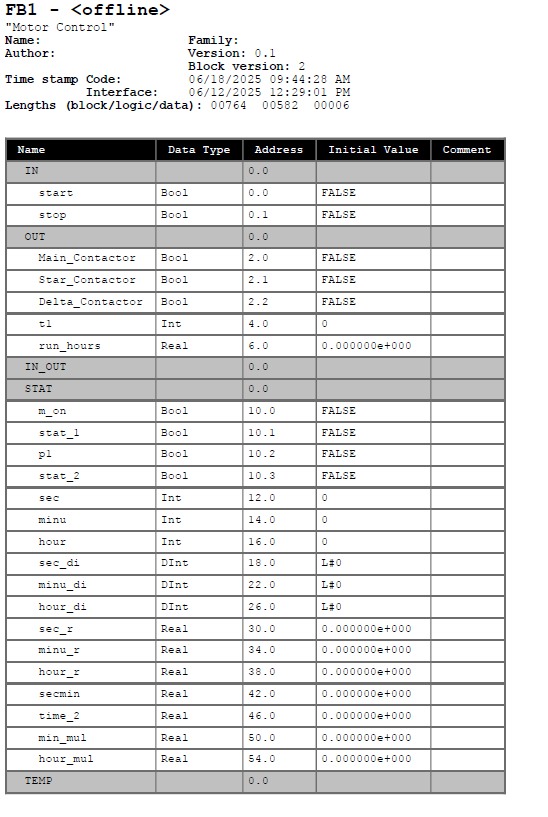 FB1 - <offline>
"Motor Control"
Name: Family:
Author: Version: 0.1
Block version: 2
Time stamp Code: 06/18/2025 09:44:28 AM
Interface: 06/12/2025 12:29:01 PM
Lengths (block/logic/data): 00764 00582 00006
Name Data Type Address Initial Value Comment
IN 0.0
start Bool 0.0 FALSE
stop Bool 0.1 FALSE
OUT 0.0
Main_Contactor Bool 2.0 FALSE
Star_Contactor Bool 2.1 FALSE
Delta_Contactor Bool 2.2 FALSE
t1 Int 4.0 0
run_hours Real 6.0 0.000000e+000
IN_OUT 0.0
STAT 0.0
m_on Bool 10.0 FALSE
stat_1 Bool 10.1 FALSE
p1 Bool 10.2 FALSE
stat_2 Bool 10.3 FALSE
sec Int 12.0 0
minu Int 14.0 0
hour Int 16.0 0
sec_di DInt 18.0 L#0
minu_di DInt 22.0 L#0
hour_di DInt 26.0 L#0
sec_r Real 30.0 0.000000e+000
minu_r Real 34.0 0.000000e+000
hour_r Real 38.0 0.000000e+000
secmin Real 42.0 0.000000e+000
time_2 Real 46.0 0.000000e+000
min_mul Real 50.0 0.000000e+000
hour_mul Real 54.0 0.000000e+000
TEMP 0.0